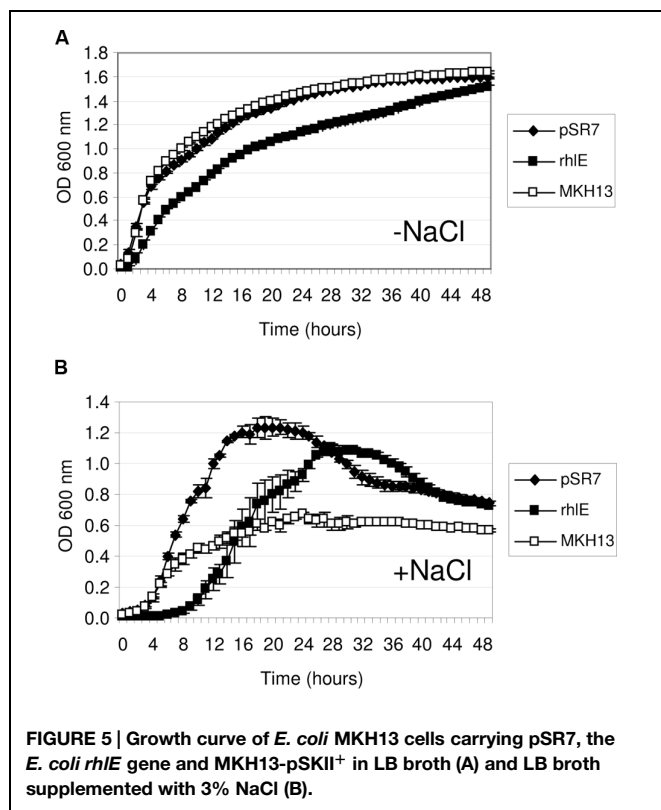 A
1.8
1.6
1.4
1.2
1.0
0.8
0.6
0.4
0.2
0.0
OD 600 nm
0 4 8 12 16 20 24 28 32 36 40 44 48
Time (hours)
-NaCl
pSR7
rhlE
MKH13
B
1.4
1.2
1.0
0.8
0.6
0.4
0.2
0.0
OD 600 nm
0 4 8 12 16 20 24 28 32 36 40 44 48
Time (hours)
+NaCl
pSR7
rhlE
MKH13
FIGURE 5 | Growth curve of E. coli MKH13 cells carrying pSR7, the
E. coli rhlE gene and MKH13-pSKII+ in LB broth (A) and LB broth
supplemented with 3% NaCl (B).